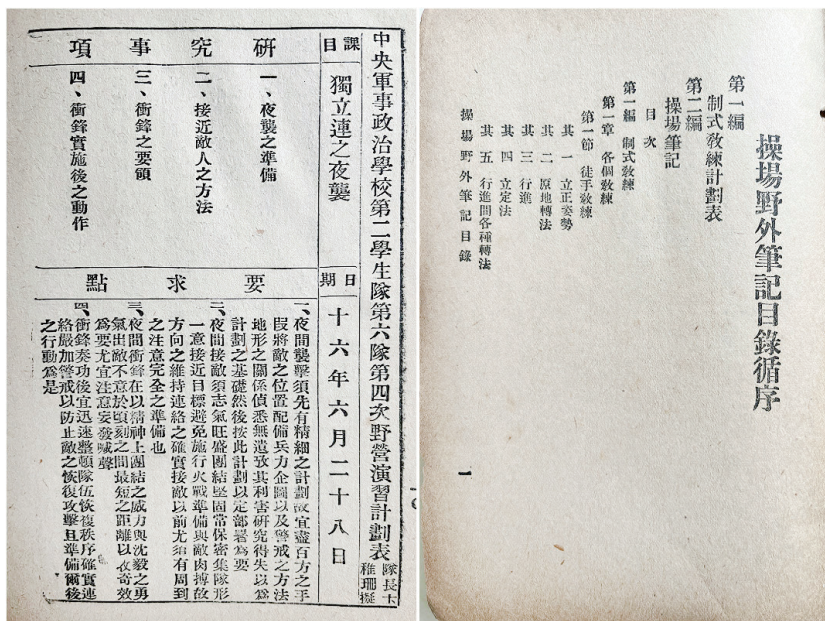 操場野外筆記目錄循序
第一編
制式教練計劃表
第二編
操場筆記
目次
第一編 制式教練
第一章 各個教練
第一節 徒手教練
其一 立正姿勢
其二 原地轉法
其三 行進
其四 立定法
其五 行進間各種轉法
操場野外筆記目錄
一
中央軍事政治學校第二學生隊第六隊第四次野營演習計劃表
隊長卞
稚珊擬
課目
獨立連之夜襲
日期
十六年六月二十八日
研究事項
一、夜襲之準備
二、接近敵人之方法
三、衝鋒之要領
四、衝鋒實施後之動作
要求點
一、夜間襲擊須先有精細之計劃故宜盡百方之手
段將敵之位置配備兵力企圖以及警戒之方法
地形之關係偵悉無遺攷其利害研究得失以爲
計劃之基礎然後按此計劃以定部署爲要
二、夜間接敵須志氣旺盛團結堅固常保密集隊形
一意接近目標避免施行火戰準備與敵肉搏故
方向之維持連絡之確實接敵以前尤須有周到
之注意完全之準備也
三、夜間衝鋒在以精神上團結之威力與沈毅之勇
氣出敵不意於頃刻之間最短之距離以收奇效
爲要尤宜注意妄發喊聲
四、衝鋒奏功後宜迅速整頓隊伍恢復秩序確實連
絡嚴加警戒以防止敵之恢復攻擊且準備爾後
之行動爲是